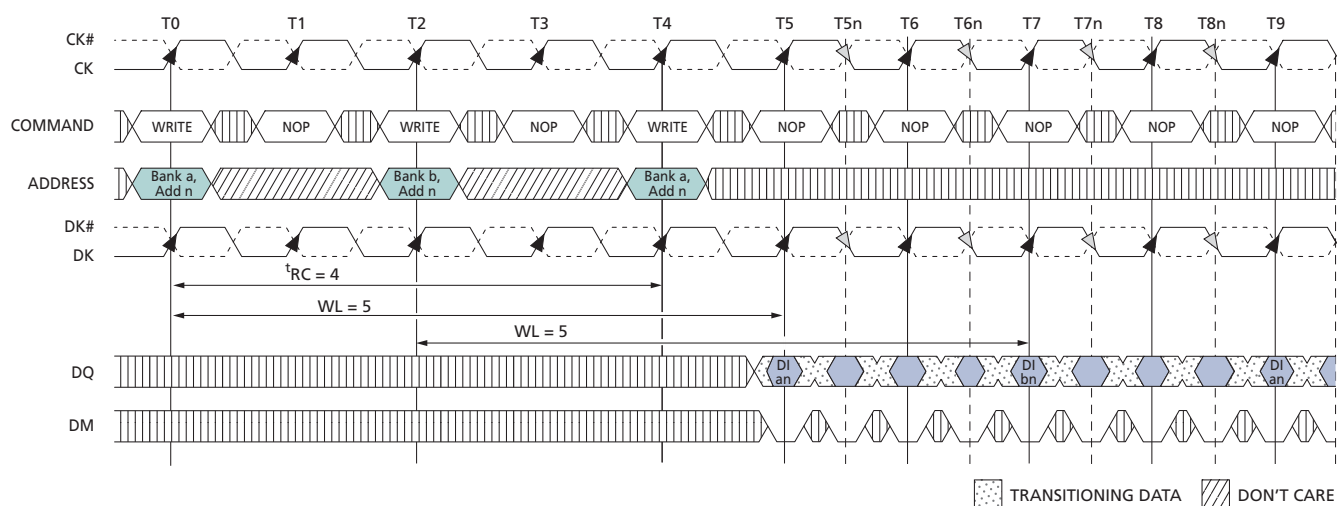 T0 T1 T2 T3 T4 T5 T5n T6 T6n T7 T7n T8 T8n T9
CK#
CK
COMMAND WRITE NOP WRITE NOP WRITE NOP NOP NOP NOP NOP
ADDRESS Bank a, Add n Bank b, Add n Bank a, Add n
DK#
DK
tRC = 4
WL = 5
WL = 5
DQ DI an DI bn DI an
DM
TRANSITIONING DATA DON'T CARE